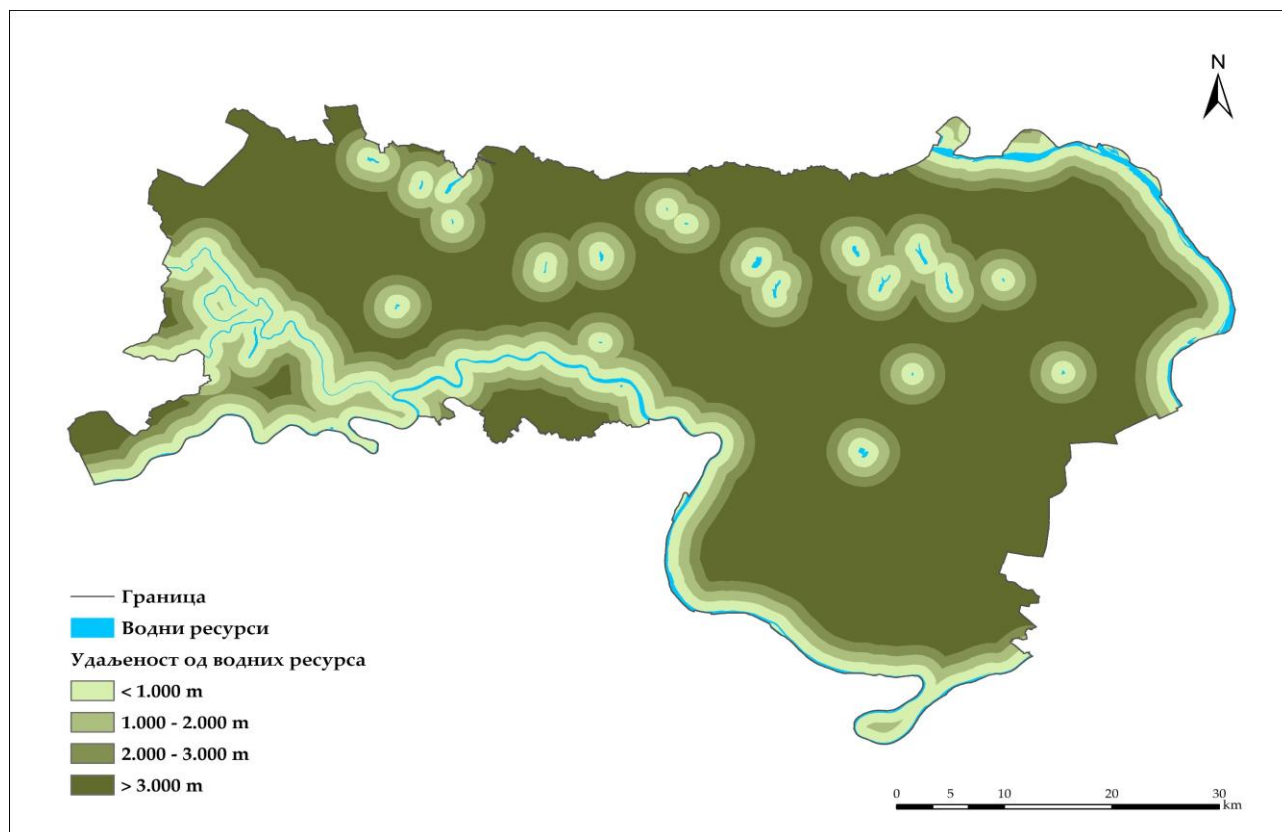 N
Граница
Водни ресурси
Удаљеност од водних ресурса
< 1.000 m
1.000 - 2.000 m
2.000 - 3.000 m
> 3.000 m
0 5 10 20 30
km